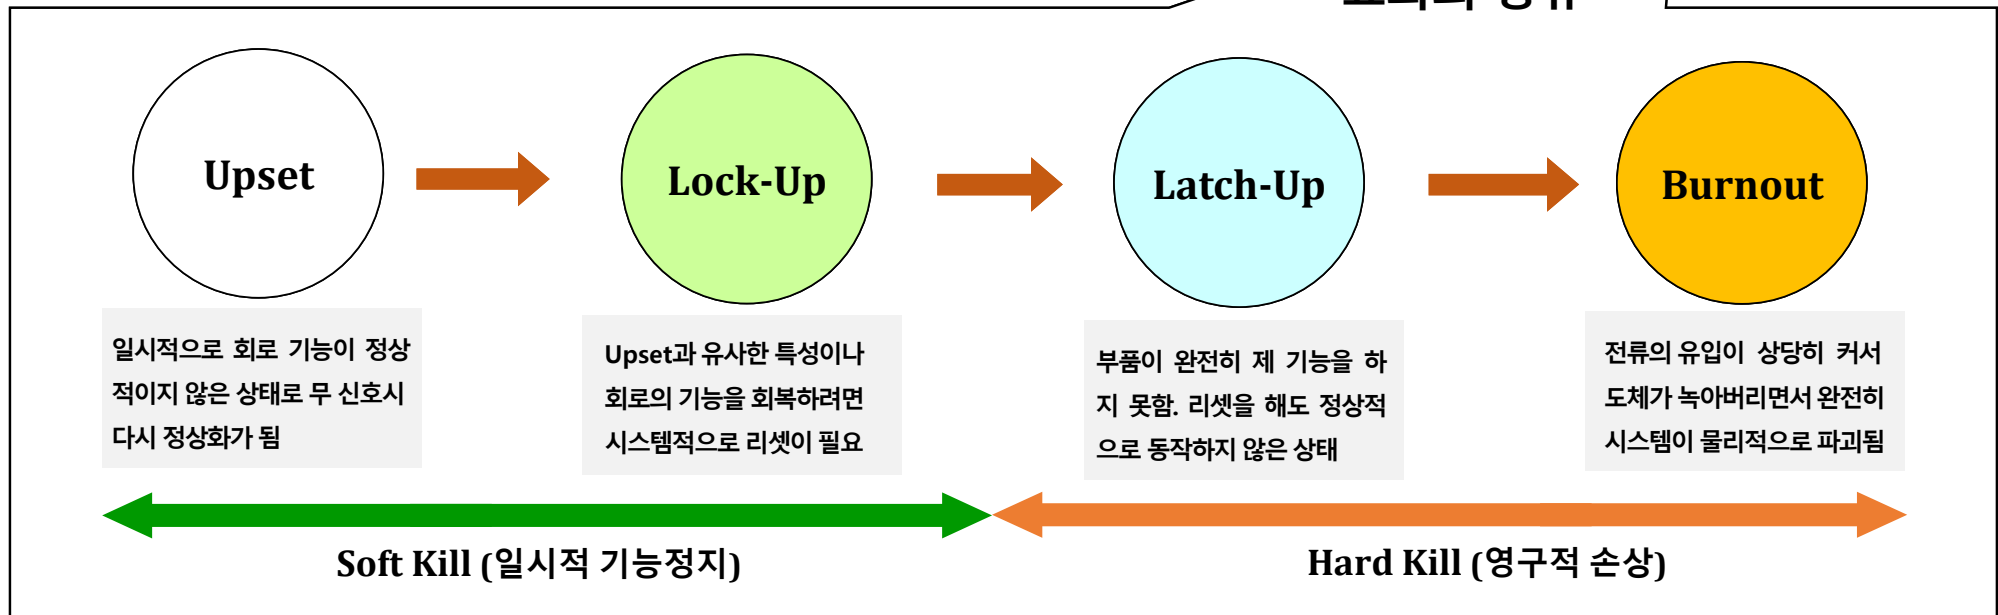 Upset
Lock-Up
Latch-Up
Burnout
일시적으로 회로 기능이 정상
적이지 않은 상태로 무 신호시
다시 정상화가 됨
Upset과 유사한 특성이나
회로의 기능을 회복하려면
시스템적으로 리셋이 필요
부품이 완전히 제 기능을 하
지 못함. 리셋을 해도 정상적
으로 동작하지 않은 상태
전류의 유입이 상당히 커서
도체가 녹아버리면서 완전히
시스템이 물리적으로 파괴됨
Soft Kill (일시적 기능정지)
Hard Kill (영구적 손상)